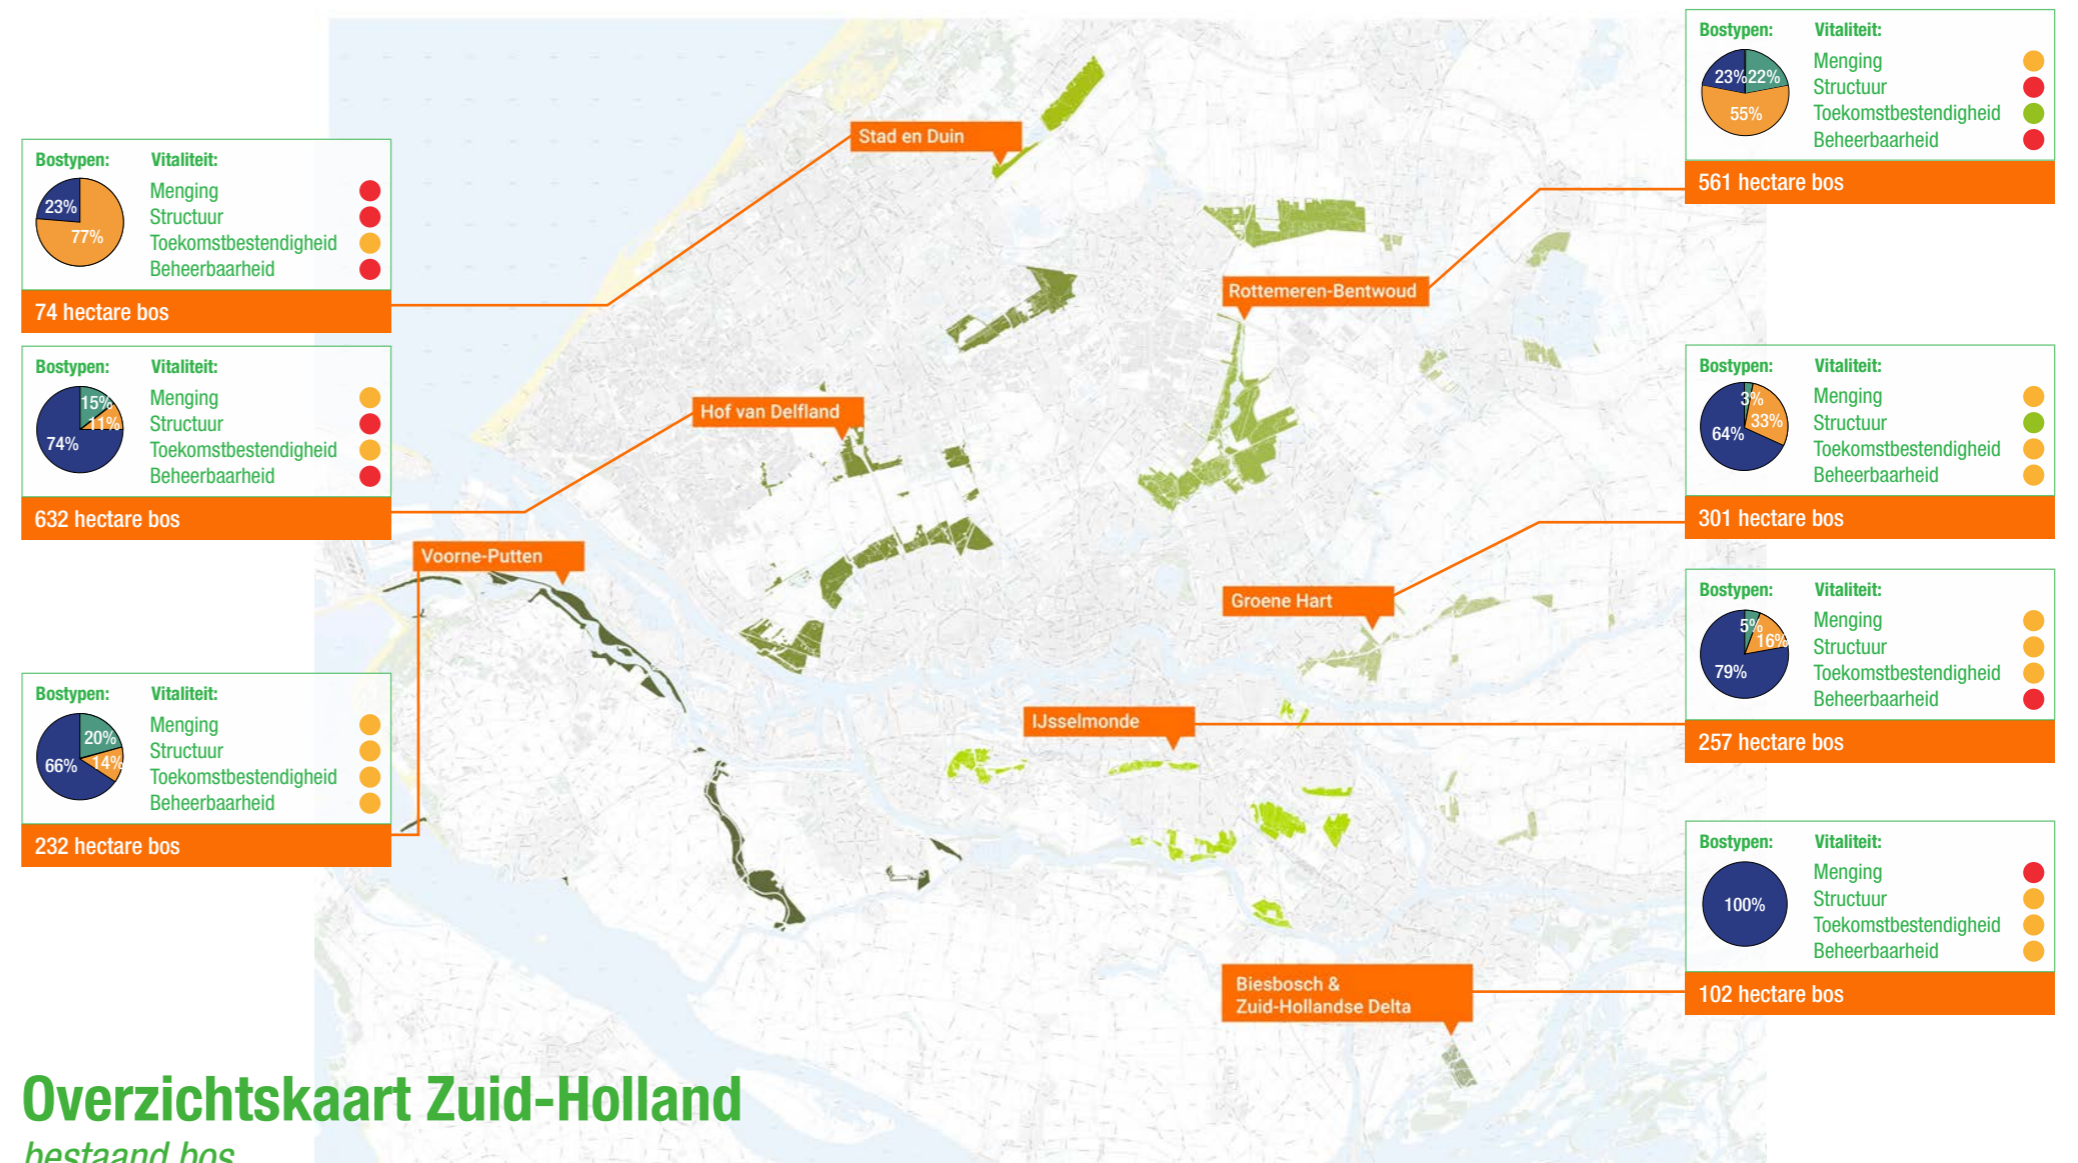 Bostypen: Vitaliteit:
23%
77%
Menging
Structuur
Toekomstbestendigheid
Beheerbaarheid
74 hectare bos
Bostypen: Vitaliteit:
15%
11%
74%
Menging
Structuur
Toekomstbestendigheid
Beheerbaarheid
632 hectare bos
Bostypen: Vitaliteit:
20%
14%
66%
Menging
Structuur
Toekomstbestendigheid
Beheerbaarheid
232 hectare bos
Stad en Duin
Rottemeren-Bentwoud
Hof van Delfland
Voorne-Putten
Groene Hart
IJsselmonde
Biesbosch &
Zuid-Hollandse Delta
Bostypen: Vitaliteit:
23% 22%
55%
Menging
Structuur
Toekomstbestendigheid
Beheerbaarheid
561 hectare bos
Bostypen: Vitaliteit:
3%
33%
64%
Menging
Structuur
Toekomstbestendigheid
Beheerbaarheid
301 hectare bos
Bostypen: Vitaliteit:
5%
16%
79%
Menging
Structuur
Toekomstbestendigheid
Beheerbaarheid
257 hectare bos
Bostypen: Vitaliteit:
100%
Menging
Structuur
Toekomstbestendigheid
Beheerbaarheid
102 hectare bos
Overzichtskaart Zuid-Holland
bestaand bos